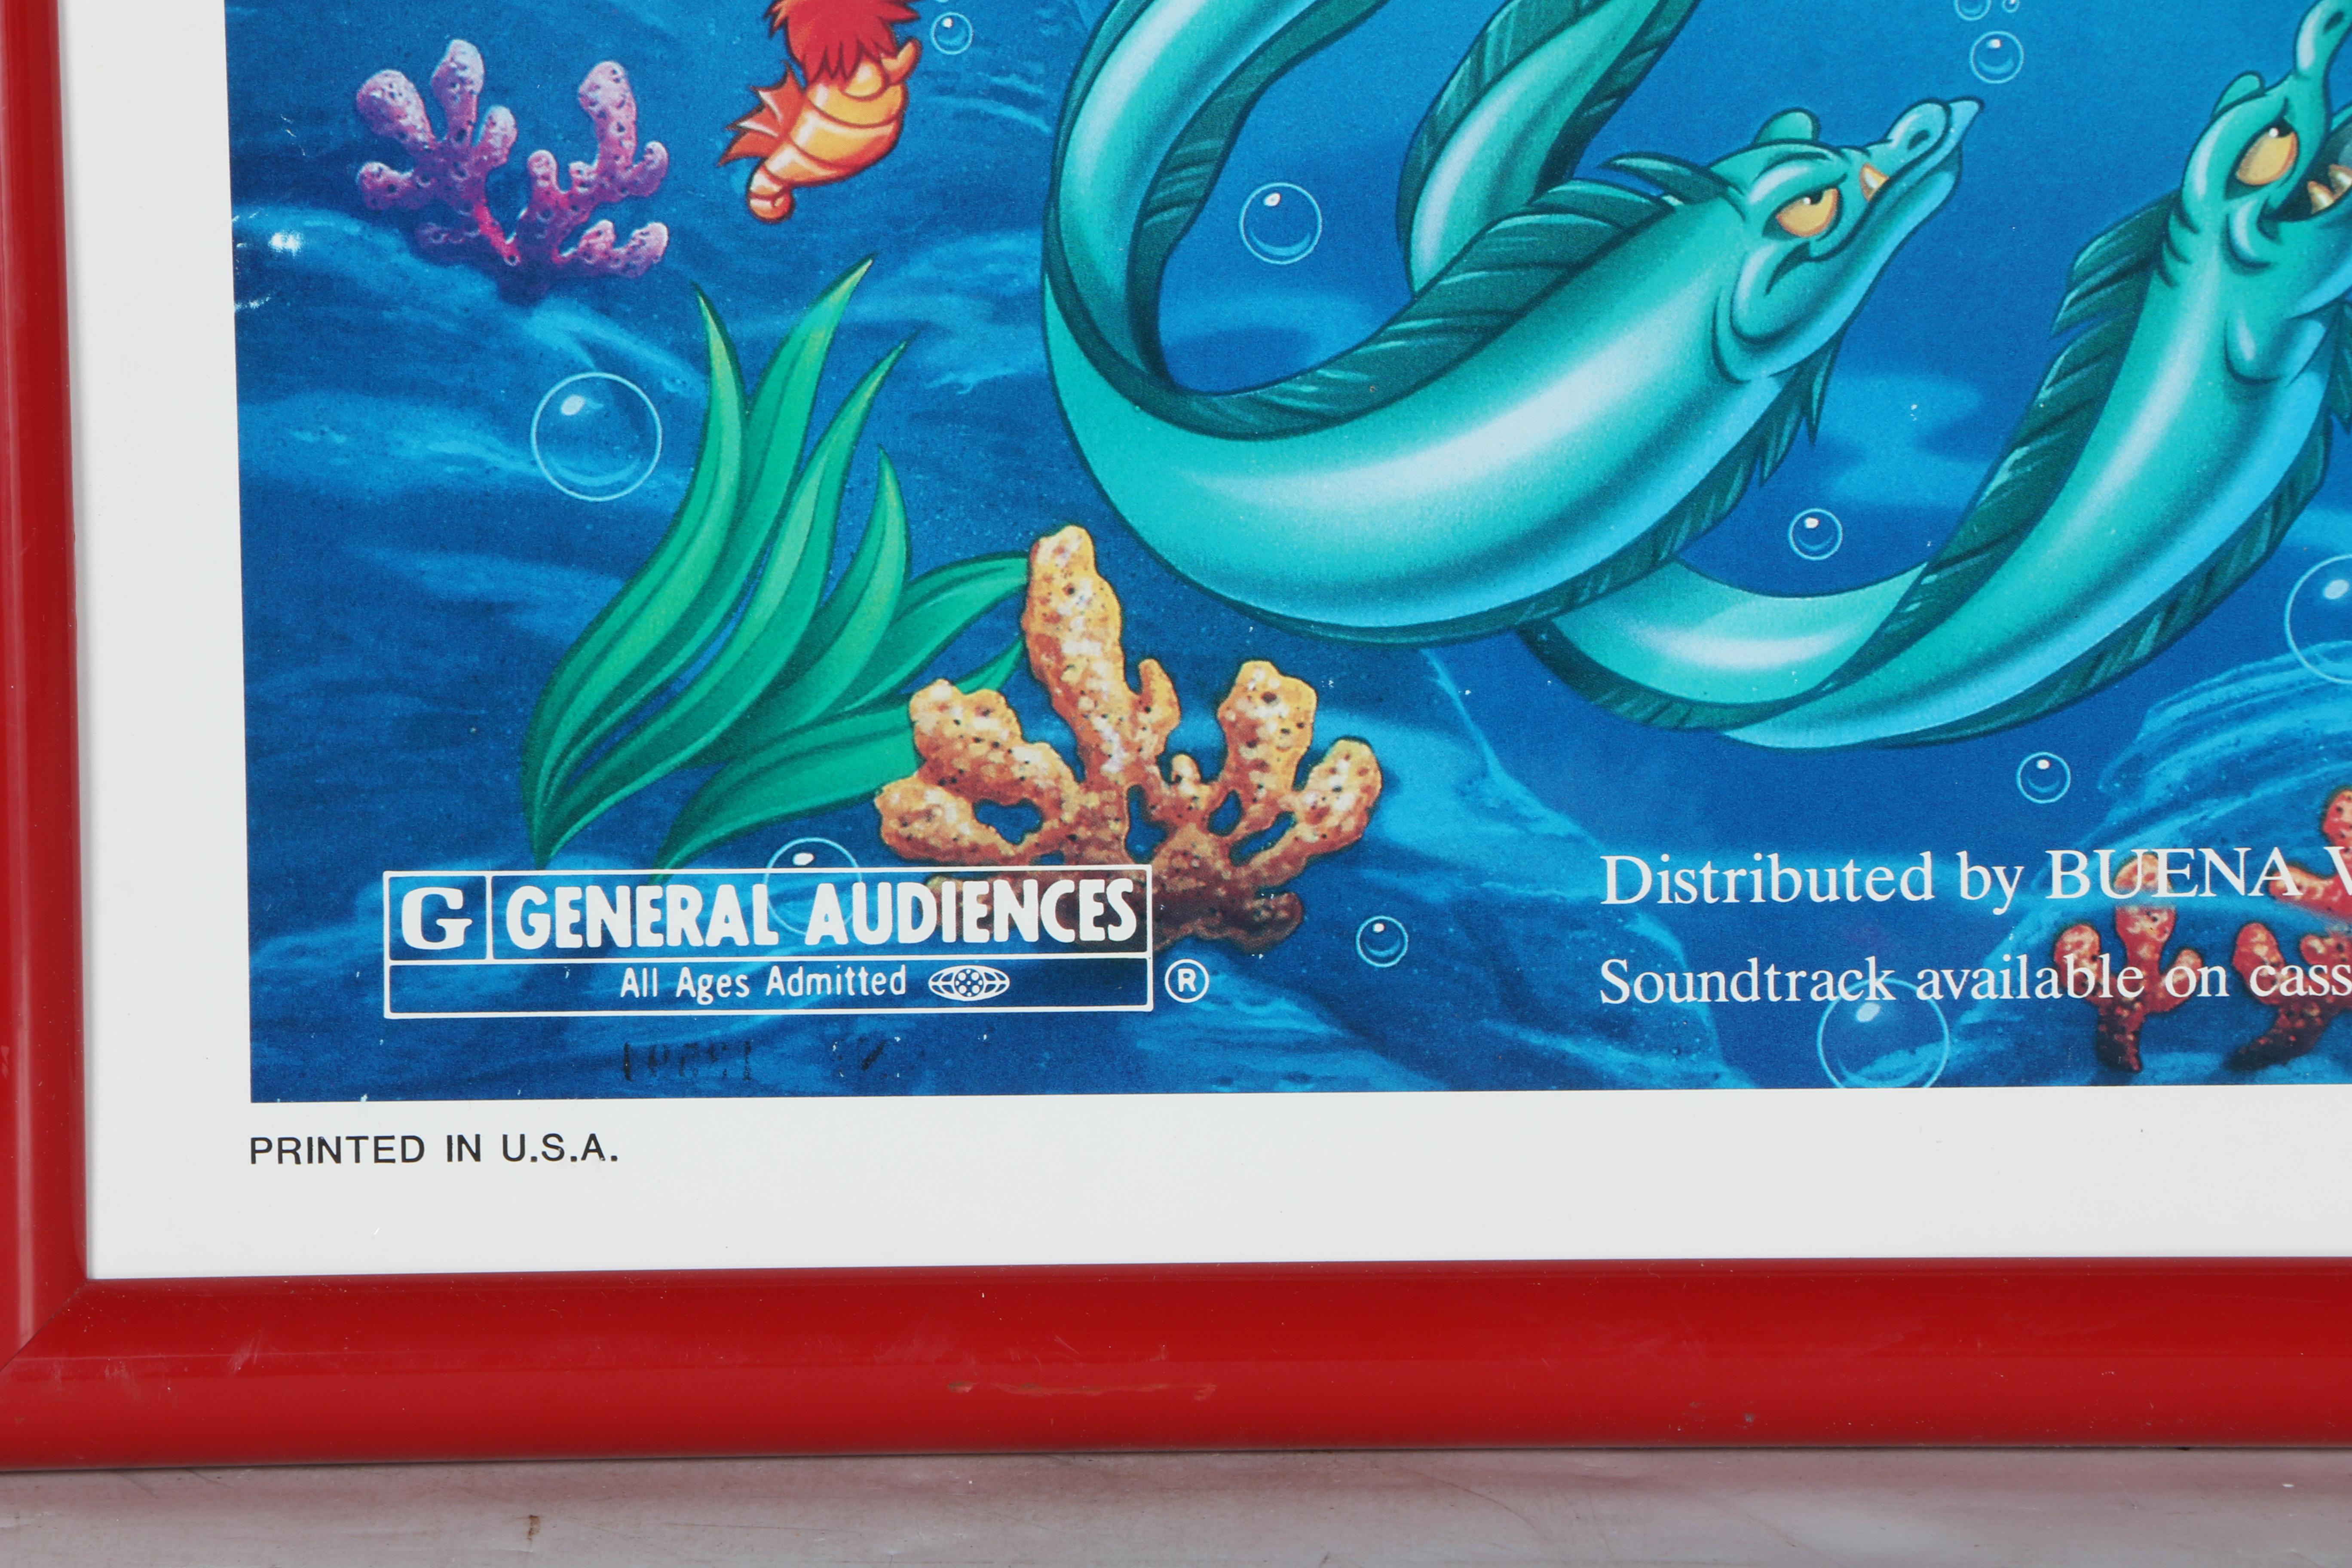 G GENERAL AUDIENCES
All Ages Admitted
®
Distributed by BUENA
Soundtrack available on
PRINTED IN U.S.A.